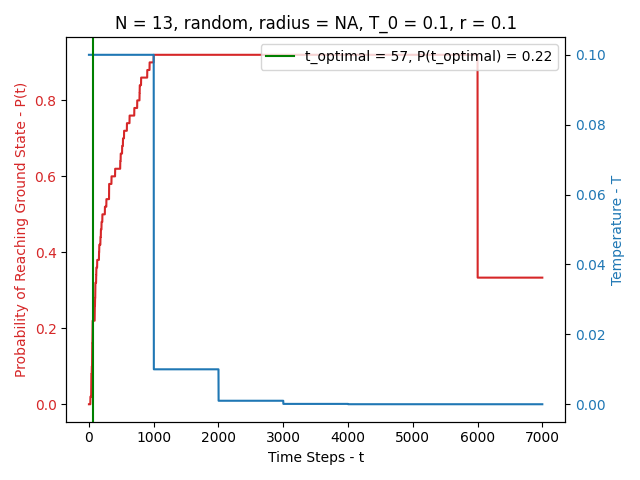 N = 13, random, radius = NA, T_0 = 0.1, r = 0.1
t_optimal = 57, P(t_optimal) = 0.22
Probability of Reaching Ground State - P(t)
0.8
0.6
0.4
0.2
0.0
0.10
0.08
0.06
0.04
0.02
0.00
Temperature - T
0 1000 2000 3000 4000 5000 6000 7000
Time Steps - t